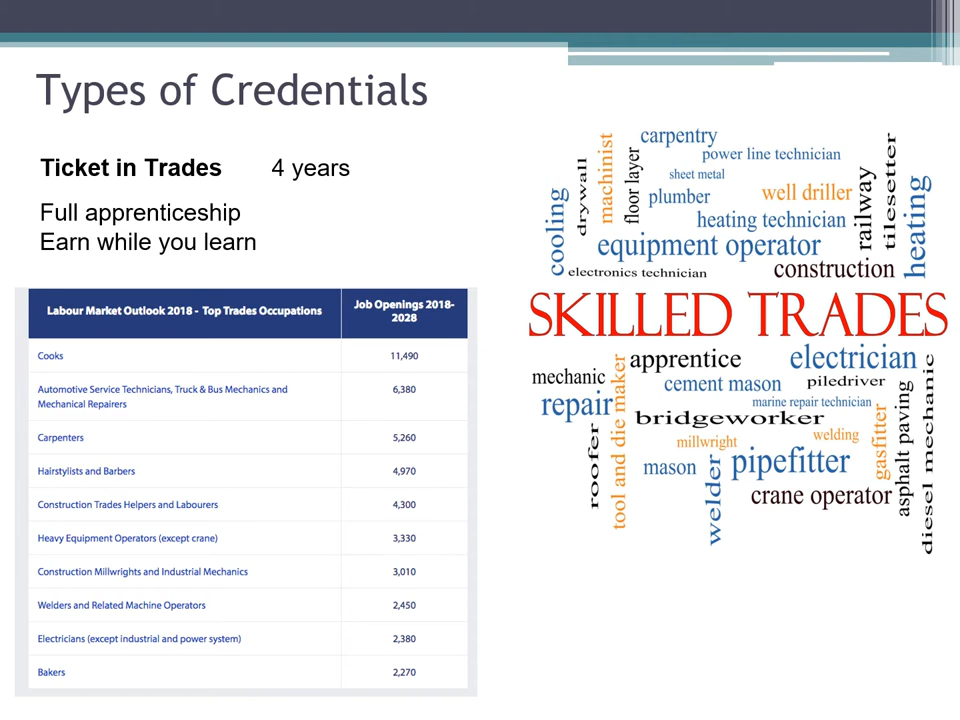 Types of Credentials
Ticket in Trades 4 years
Full apprenticeship
Earn while you learn
Labour Market Outlook 2018 - Top Trades Occupations
Job Openings 2018-
2028
Cooks 11,490
Automotive Service Technicians, Truck & Bus Mechanics and
Mechanical Repairers 6,380
Carpenters 5,260
Hairstylists and Barbers 4,970
Construction Trades Helpers and Labourers 4,300
Heavy Equipment Operators (except crane) 3,330
Construction Millwrights and Industrial Mechanics 3,010
Welders and Related Machine Operators 2,450
Electricians (except industrial and power system) 2,380
Bakers 2,270
cooling
drywall
machinist
floor layer
carpentry
power line technician
sheet metal
plumber
well driller
heating technician
equipment operator
electronics technician
construction
railway
tilesetter
heating
SKILLED TRADES
apprentice
electrician
mechanic
cement mason
piledriver
repair
marine repair technician
bridgeworker
roofer
tool and die maker
millwright
welding
mason
welder
pipefitter
crane operator
gasfitter
asphalt paving
diesel mechanic